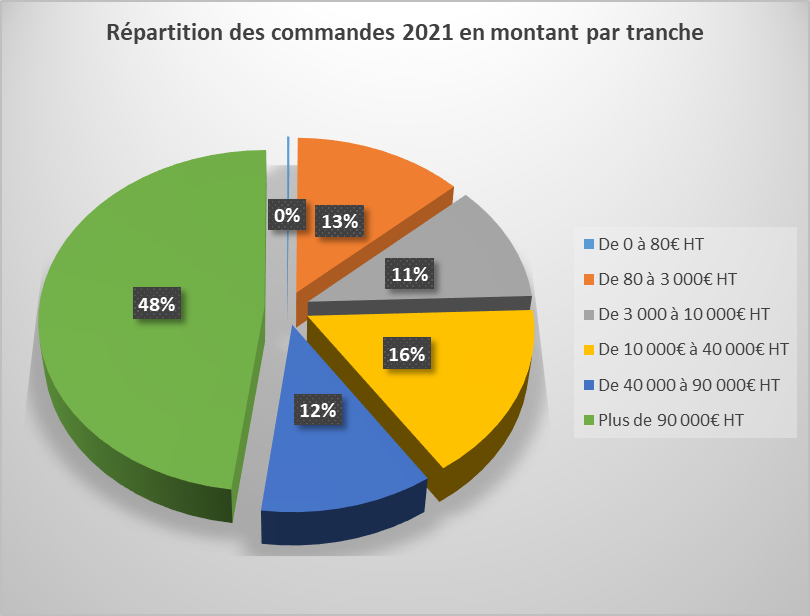 Répartition des commandes 2021 en montant par tranche
0%
13%
11%
48%
16%
12%
De 0 à 80€ HT
De 80 à 3 000€ HT
De 3 000 à 10 000€ HT
De 10 000€ à 40 000€ HT
De 40 000 à 90 000€ HT
Plus de 90 000€ HT